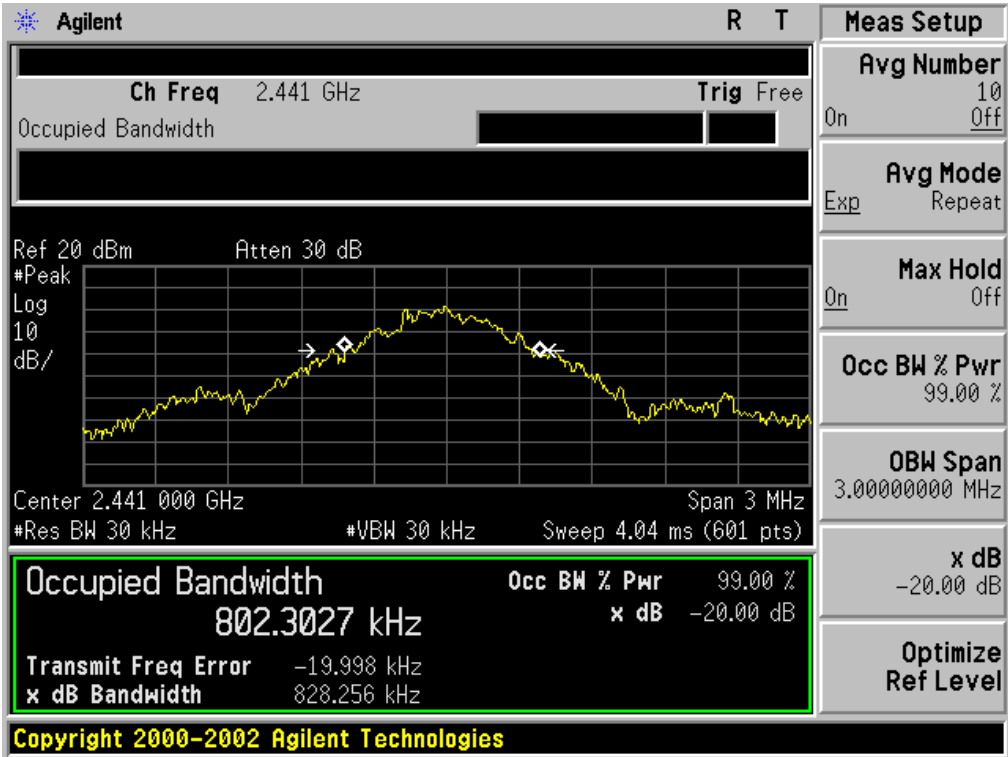 Agilent R T
Ch Freq 2.441 GHz Trig Free
Occupied Bandwidth
Ref 20 dBm Atten 30 dB
#Peak
Log
10
dB/
Center 2.441 000 GHz Span 3 MHz
#Res BW 30 kHz #VBW 30 kHz Sweep 4.04 ms (601 pts)
Occupied Bandwidth
802.3027 kHz
Occ BW % Pwr 99.00 %
x dB -20.00 dB
Transmit Freq Error -19.998 kHz
x dB Bandwidth 828.256 kHz
Copyright 2000-2002 Agilent Technologies
Meas Setup
Avg Number
10
On Off
Avg Mode
Exp Repeat
Max Hold
On Off
Occ BW % Pwr
99.00 %
OBW Span
3.00000000 MHz
x dB
-20.00 dB
Optimize
Ref Level